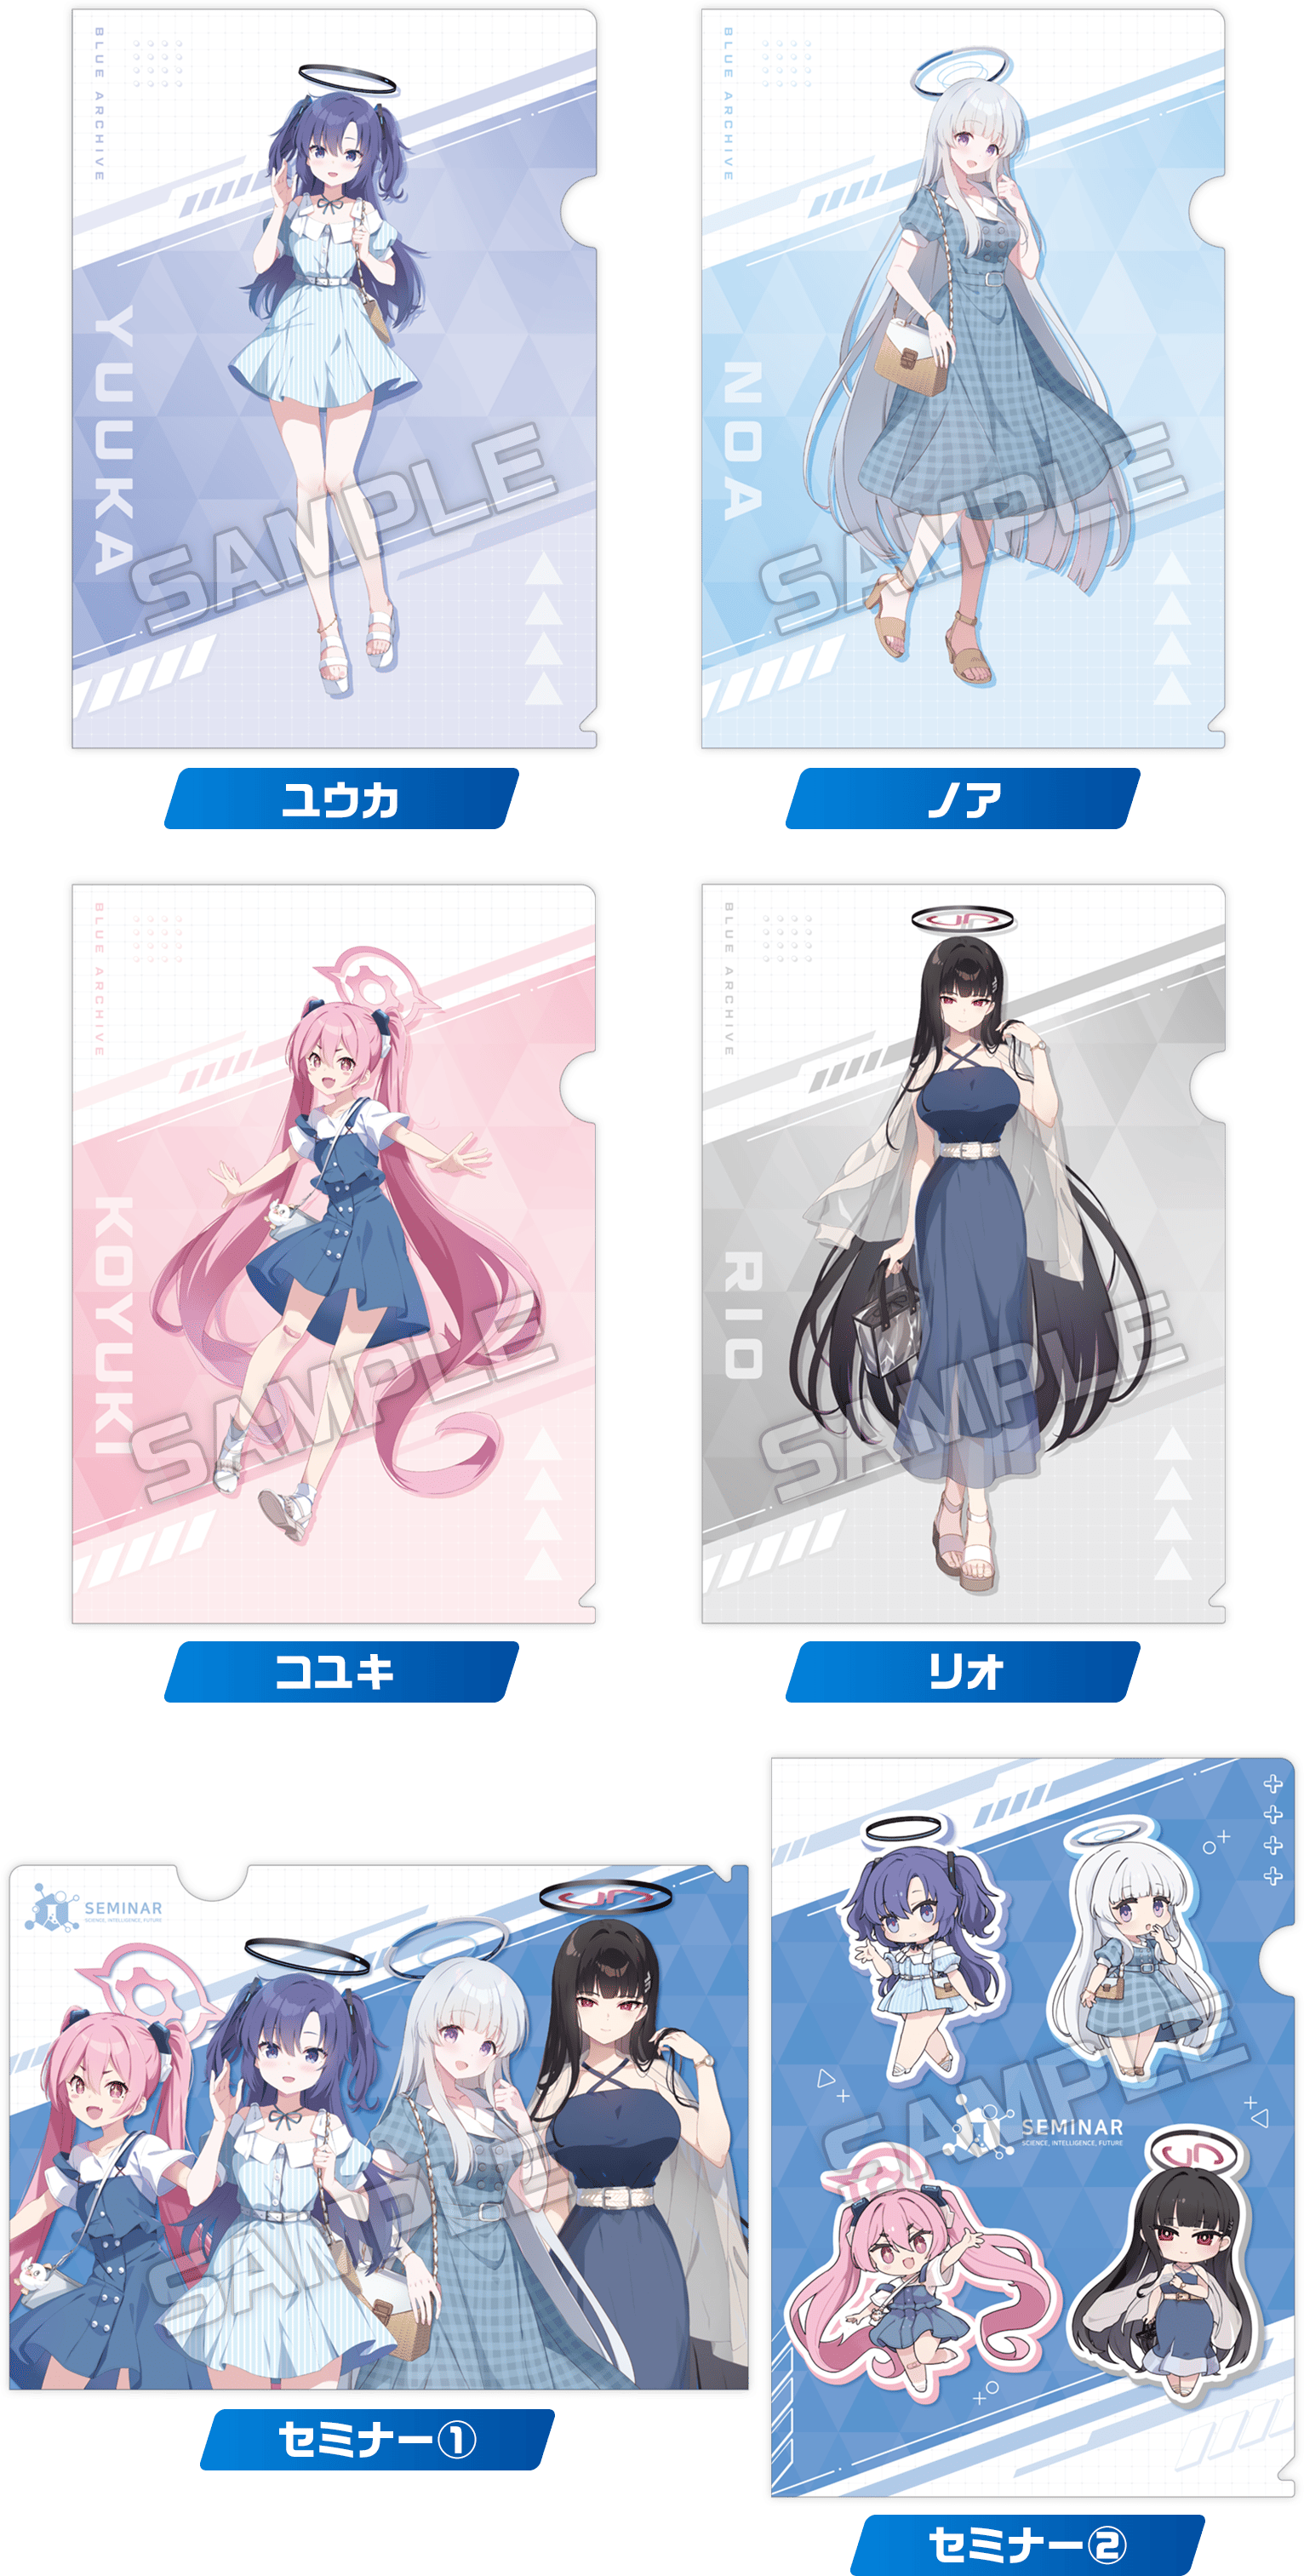 BLUE ARCHIVE
YUUKA
SAMPLE
ユウカ
BLUE ARCHIVE
NOA
SAMPLE
ノア
BLUE ARCHIVE
KOYUKI
SAMPLE
コユキ
BLUE ARCHIVE
RIO
SAMPLE
リオ
SEMINAR
SCIENCE, INTELLIGENCE, FUTURE
SAMPLE
セミナー①
SAMPLE
SEMINAR
SCIENCE, INTELLIGENCE, FUTURE
セミナー②